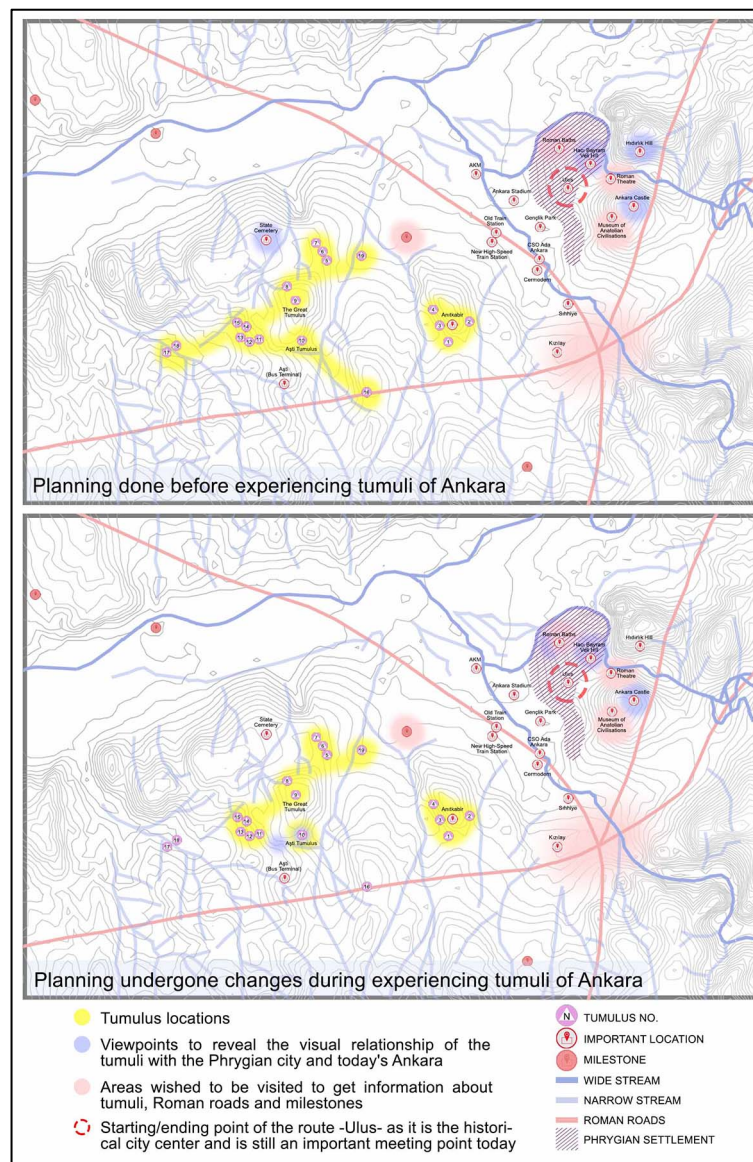 Roman Baths
Hacı Bayram
Veli Hill
Hıdırlık Hill
AKM
Ulus
Roman
Theatre
Ankara Stadium
Ankara Castle
State
Cemetery
Old Train
Station
Gençlik Park
Museum of
Anatolian
Civilisations
New High-Speed
Train Station
CSO Ada
Ankara
Cermodern
The Great
Tumulus
Anıtkabir
Sıhhiye
Aşti Tumulus
Kızılay
Aşti
(Bus Terminal)
Planning done before experiencing tumuli of Ankara
Roman Baths
Hacı Bayram
Veli Hill
Hıdırlık Hill
AKM
Ulus
Roman
Theatre
Ankara Stadium
Ankara Castle
State
Cemetery
Old Train
Station
Gençlik Park
Museum of
Anatolian
Civilisations
New High-Speed
Train Station
CSO Ada
Ankara
Cermodern
The Great
Tumulus
Anıtkabir
Sıhhiye
Aşti Tumulus
Kızılay
Aşti
(Bus Terminal)
Planning undergone changes during experiencing tumuli of Ankara
Tumulus locations
Viewpoints to reveal the visual relationship of the
tumuli with the Phrygian city and today's Ankara
Areas wished to be visited to get information about
tumuli, Roman roads and milestones
Starting/ending point of the route -Ulus- as it is the histori-
cal city center and is still an important meeting point today
N TUMULUS NO.
IMPORTANT LOCATION
MILESTONE
WIDE STREAM
NARROW STREAM
ROMAN ROADS
PHRYGIAN SETTLEMENT